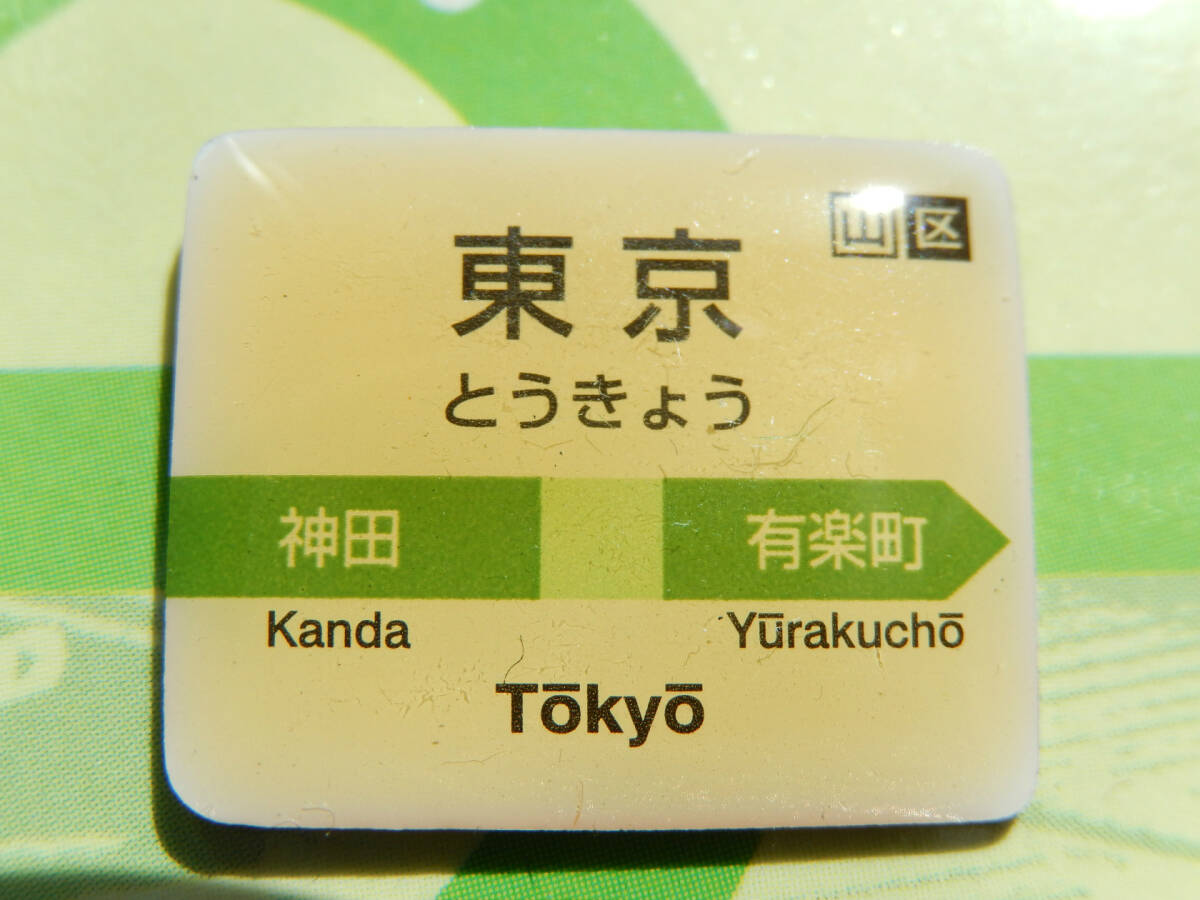 山 区
東京
とうきょう
神田 有楽町
Kanda Yūrakuchō
Tōkyō